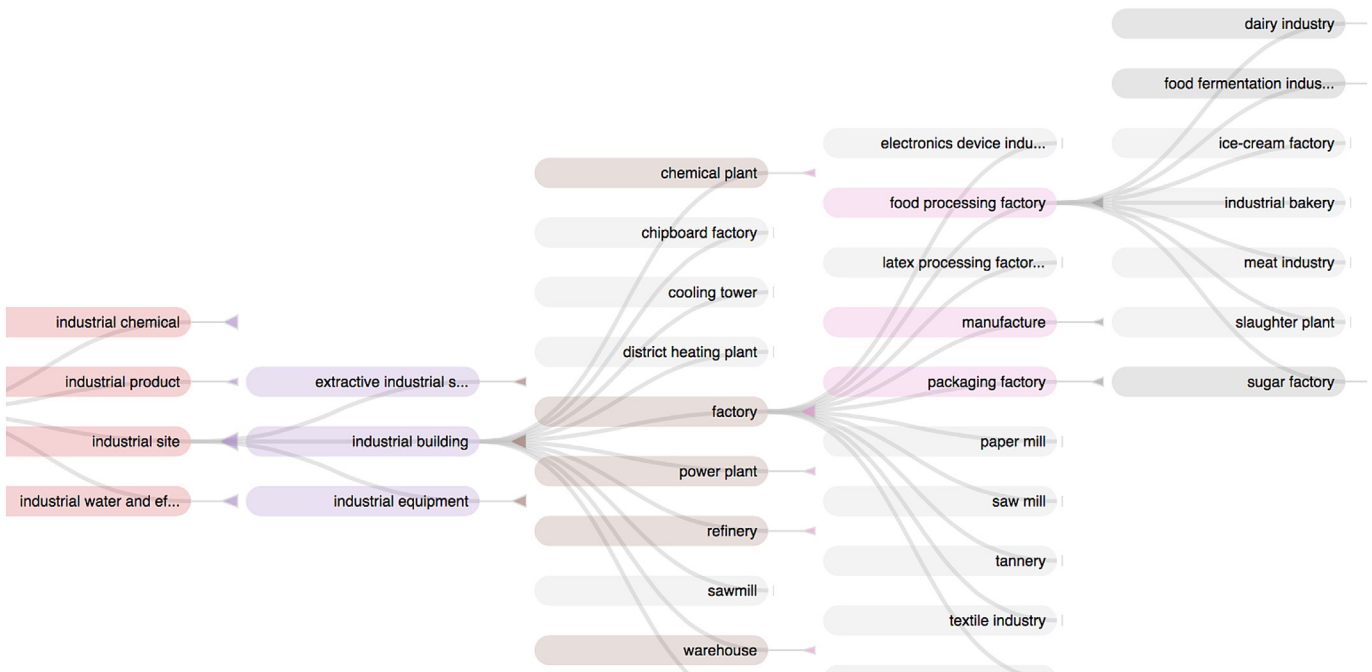 industrial chemical
industrial product
industrial site
industrial water and ef...
extractive industrial s...
industrial building
industrial equipment
chemical plant
chipboard factory
cooling tower
district heating plant
factory
power plant
refinery
sawmill
warehouse
electronics device indu...
food processing factory
latex processing factor...
manufacture
packaging factory
paper mill
saw mill
tannery
textile industry
dairy industry
food fermentation indus...
ice-cream factory
industrial bakery
meat industry
slaughter plant
sugar factory